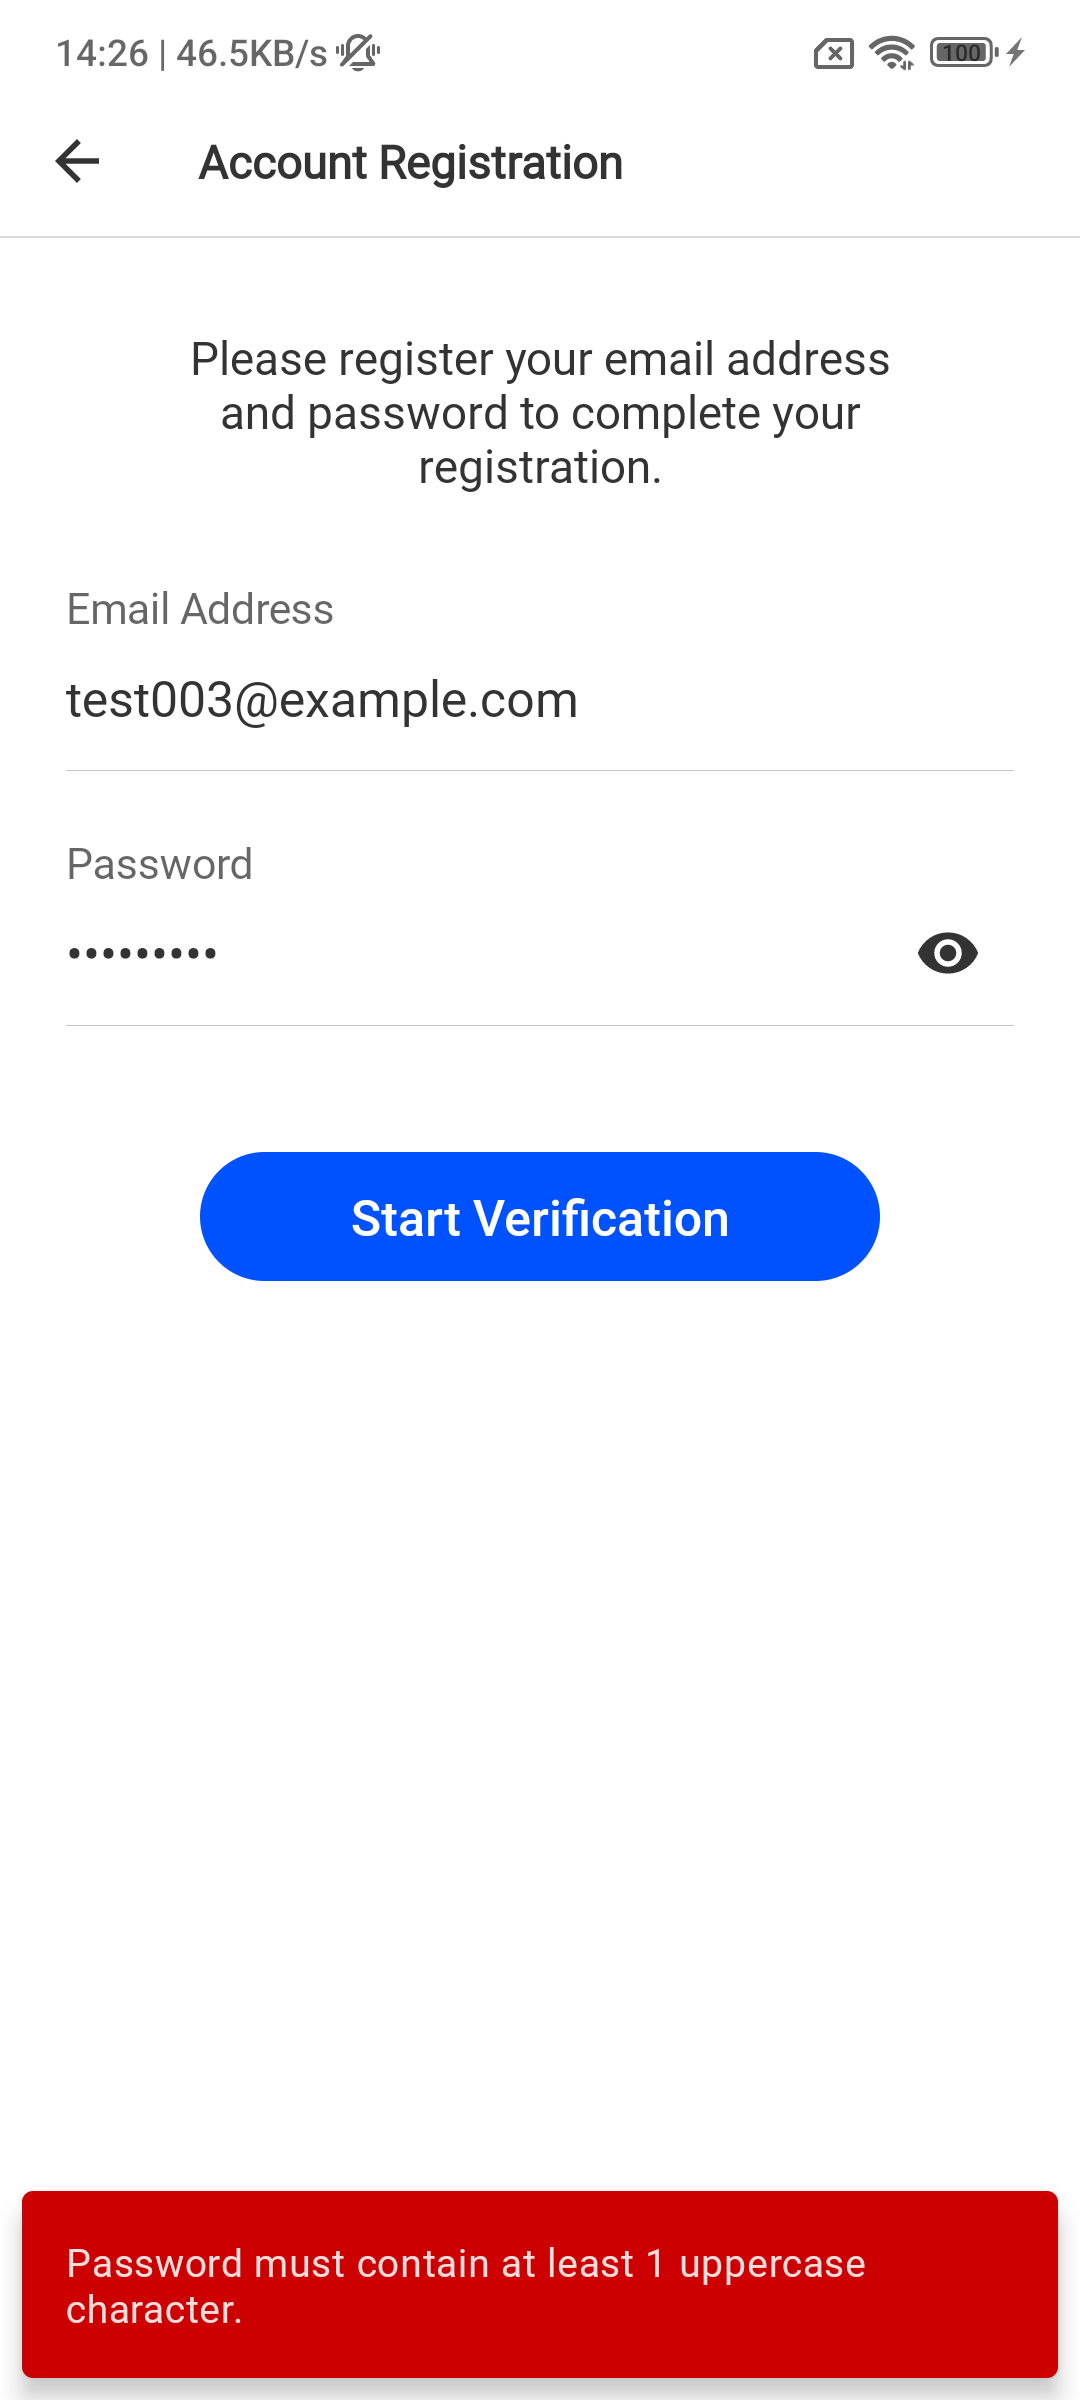 14:26 | 46.5KB/s
100
Account Registration
Please register your email address
and password to complete your
registration.
Email Address
test003@example.com
Password
•••••••••
Start Verification
Password must contain at least 1 uppercase
character.